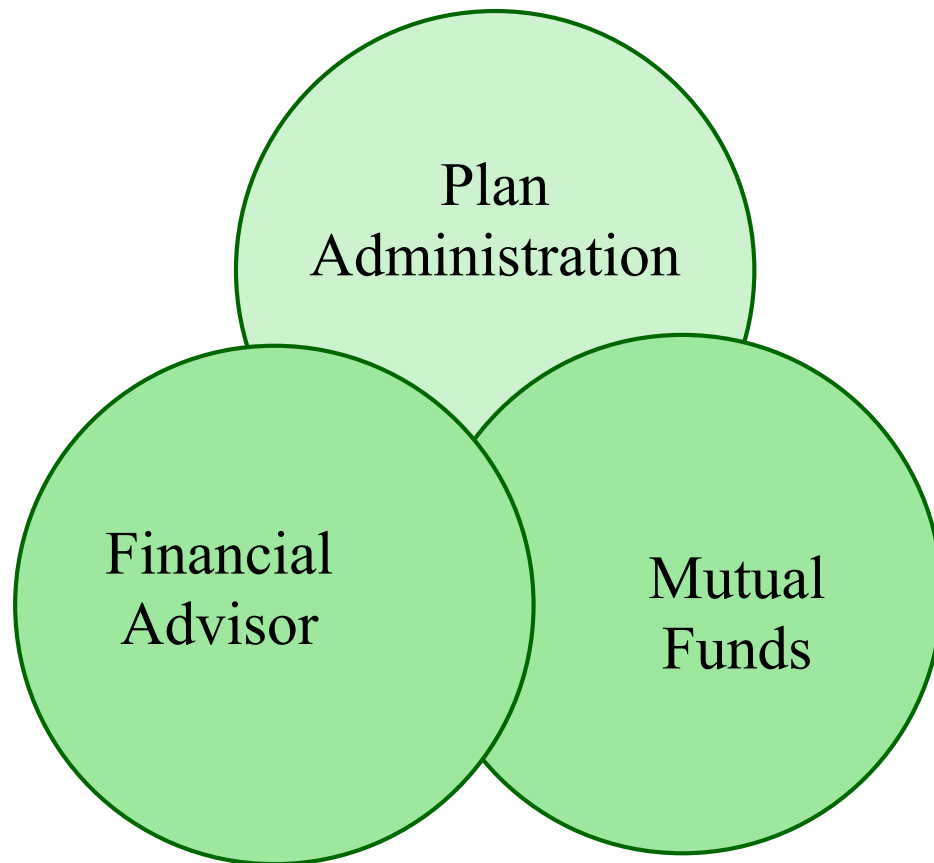 Plan
Administration
Financial
Advisor
Mutual
Funds